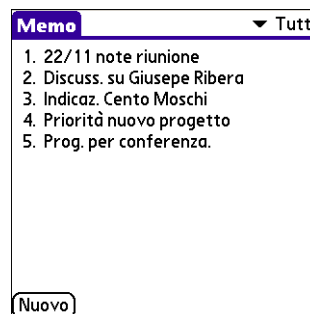 Memo Tutt
1. 22/11 note riunione
2. Discuss. su Giusepe Ribera
3. Indicaz. Cento Moschi
4. Priorità nuovo progetto
5. Prog. per conferenza.
Nuovo